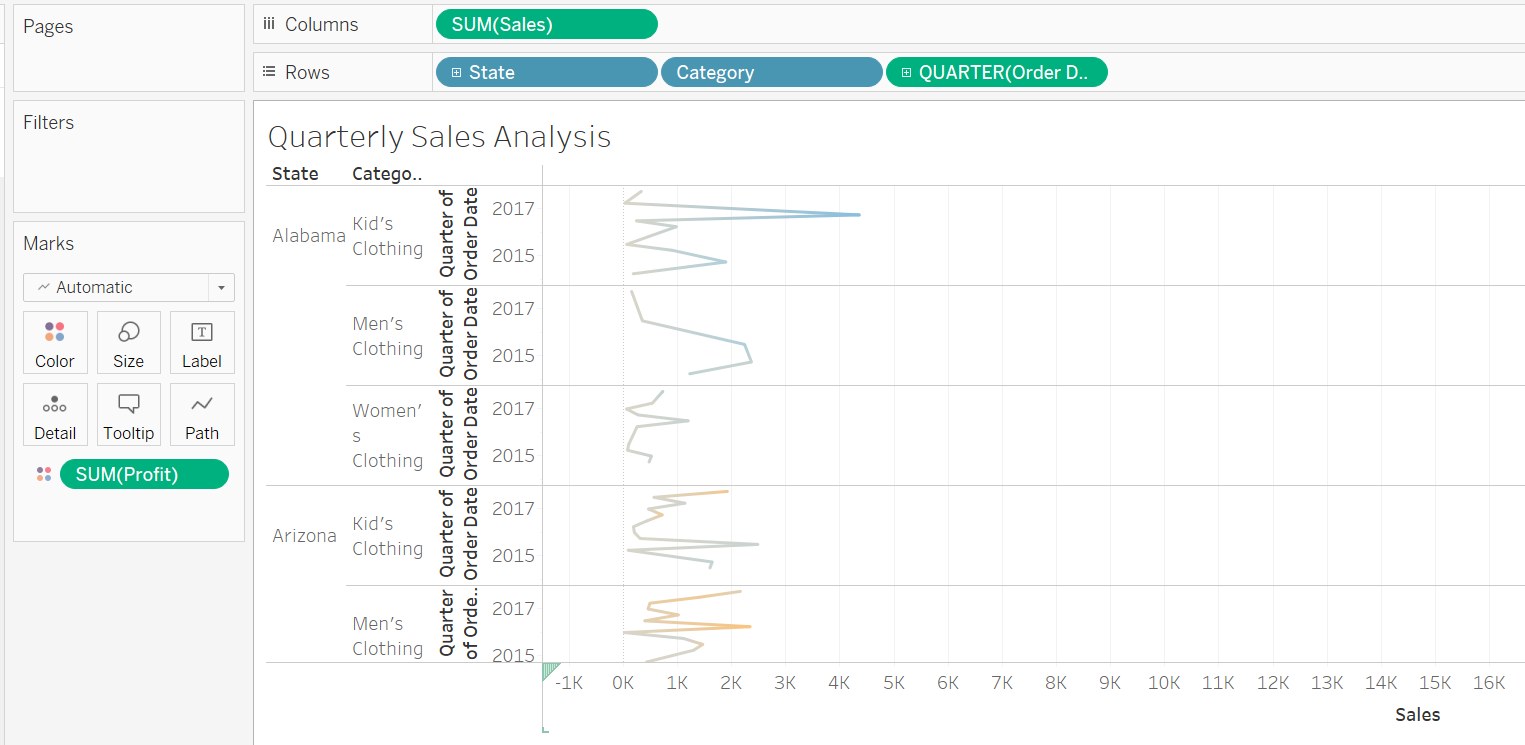 Pages
Columns
SUM(Sales)
Rows
State
Category
QUARTER(Order D..
Filters
Marks
Automatic
Color
Size
Label
Detail
Tooltip
Path
SUM(Profit)
Quarterly Sales Analysis
State
Catego..
Alabama
Kid's
Clothing
Quarter of
Order Date
2017
2015
Men's
Clothing
Quarter of
Order Date
2017
2015
Women'
s
Clothing
Quarter of
Order Date
2017
2015
Arizona
Kid's
Clothing
Quarter of
Order Date
2017
2015
Men's
Clothing
Quarter
of Orde..
2017
2015
-1K 0K 1K 2K 3K 4K 5K 6K 7K 8K 9K 10K 11K 12K 13K 14K 15K 16K
Sales